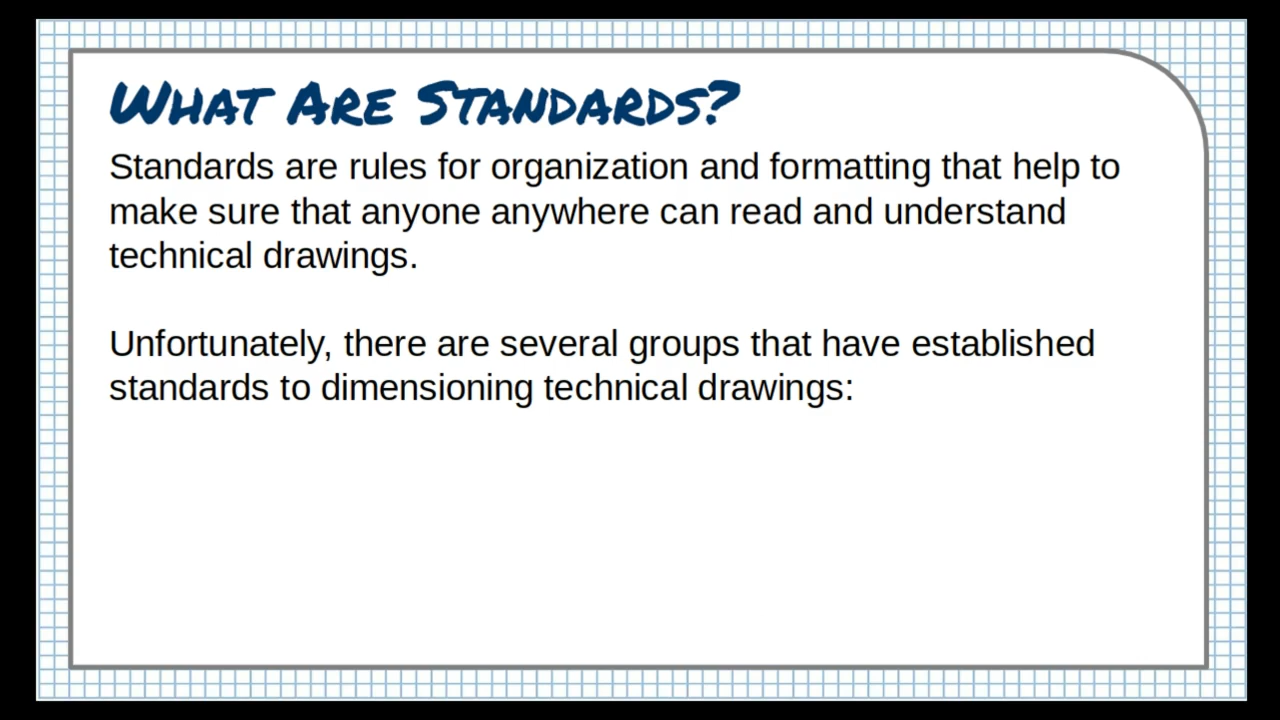 What Are Standards?
Standards are rules for organization and formatting that help to
make sure that anyone anywhere can read and understand
technical drawings.
Unfortunately, there are several groups that have established
standards to dimensioning technical drawings: